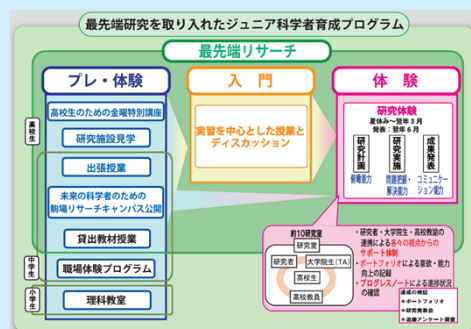 最先端研究を取り入れたジュニア科学者育成プログラム
最先端リサーチ
プレ・体験
高校生のための金曜特別講座
研究施設見学
出張授業
未来の科学者のための
駒場リサーチキャンパス公開
貸出教材授業
職場体験プログラム
理科教室
高校生
中学生
小学生
入門
実習を中心とした授業と
ディスカッション
体験
研究体験
夏休み～翌年3月
発表：翌年6月
研究計画
研究実施
成果発表
俯瞰能力
問題把握・
解決能力
コミュニケー
ション能力
約10研究室
研究室
研究者
大学院生(TA)
高校生
高校教員
・研究者・大学院生・高校教諭の
連携による各々の視点からの
サポート体制
・ポートフォリオによる意欲・能力
向上の記録
・プログレスノートによる進捗状況
の確認
達成の検証
＊ポートフォリオ
＊研究発表会
＊追跡アンケート調査